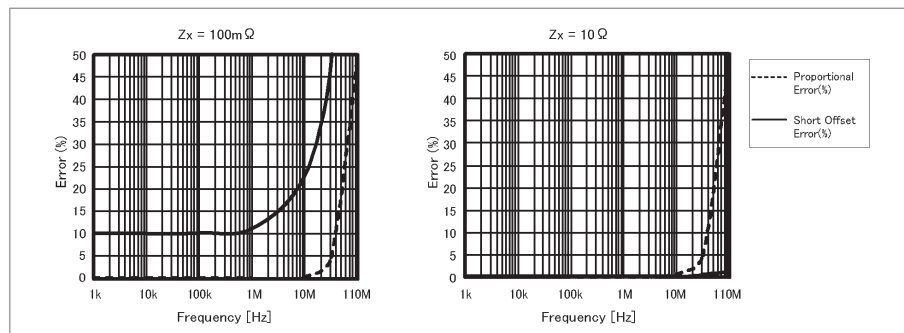 Zx = 100mΩ
50
45
40
35
30
25
20
15
10
5
0
Error (%)
1k 10k 100k 1M 10M 110M
Frequency [Hz]
Zx = 10Ω
50
45
40
35
30
25
20
15
10
5
0
Error (%)
1k 10k 100k 1M 10M 110M
Frequency [Hz]
Proportional
Error(%)
Short Offset
Error(%)